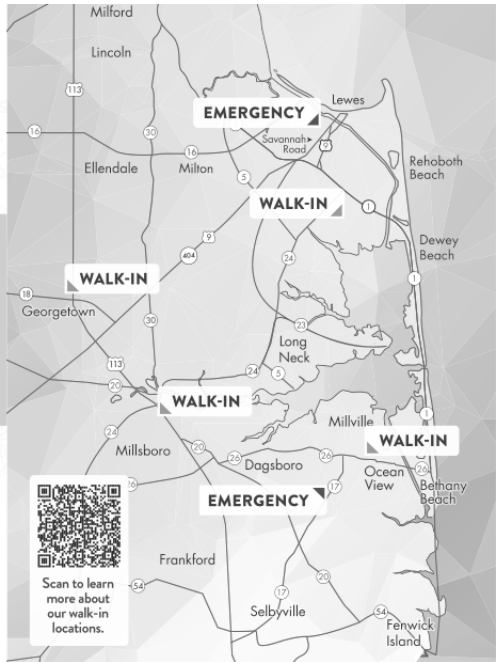 Milford
Lincoln
113
EMERGENCY
Lewes
16
30
16
Savannah
Road
9
Ellendale
Milton
5
Rehoboth
Beach
WALK-IN
1
9
404
24
Dewey
Beach
WALK-IN
1
18
Georgetown
30
23
Long
Neck
113
20
24
5
WALK-IN
1
Millville
WALK-IN
24
Millsboro
20
26
Dagsboro
26
Ocean
View
26
Bethany
Beach
26
17
EMERGENCY
Scan to learn
more about
our walk-in
locations.
Frankford
54
20
17
Selbyville
54
Fenwick
Island